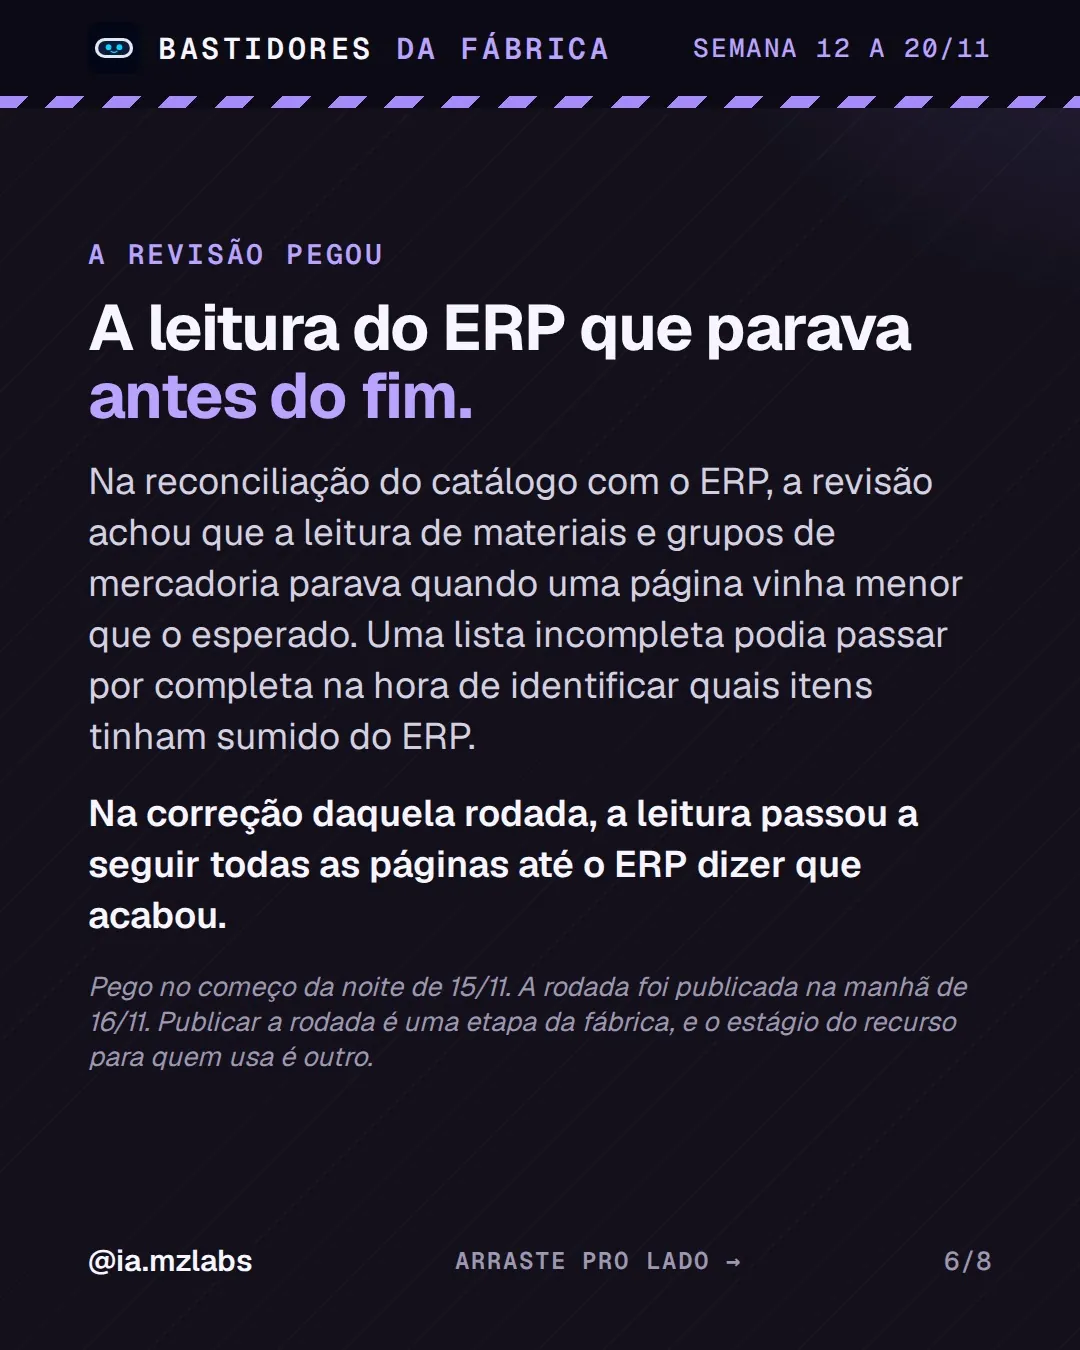 BASTIDORES DA FÁBRICA
SEMANA 12 A 20/11
A REVISÃO PEGOU
A leitura do ERP que parava
antes do fim.
Na reconciliação do catálogo com o ERP, a revisão
achou que a leitura de materiais e grupos de
mercadoria parava quando uma página vinha menor
que o esperado. Uma lista incompleta podia passar
por completa na hora de identificar quais itens
tinham sumido do ERP.
Na correção daquela rodada, a leitura passou a
seguir todas as páginas até o ERP dizer que
acabou.
Pego no começo da noite de 15/11. A rodada foi publicada na manhã de
16/11. Publicar a rodada é uma etapa da fábrica, e o estágio do recurso
para quem usa é outro.
@ia.mzlabs
ARRASTE PRO LADO →
6/8